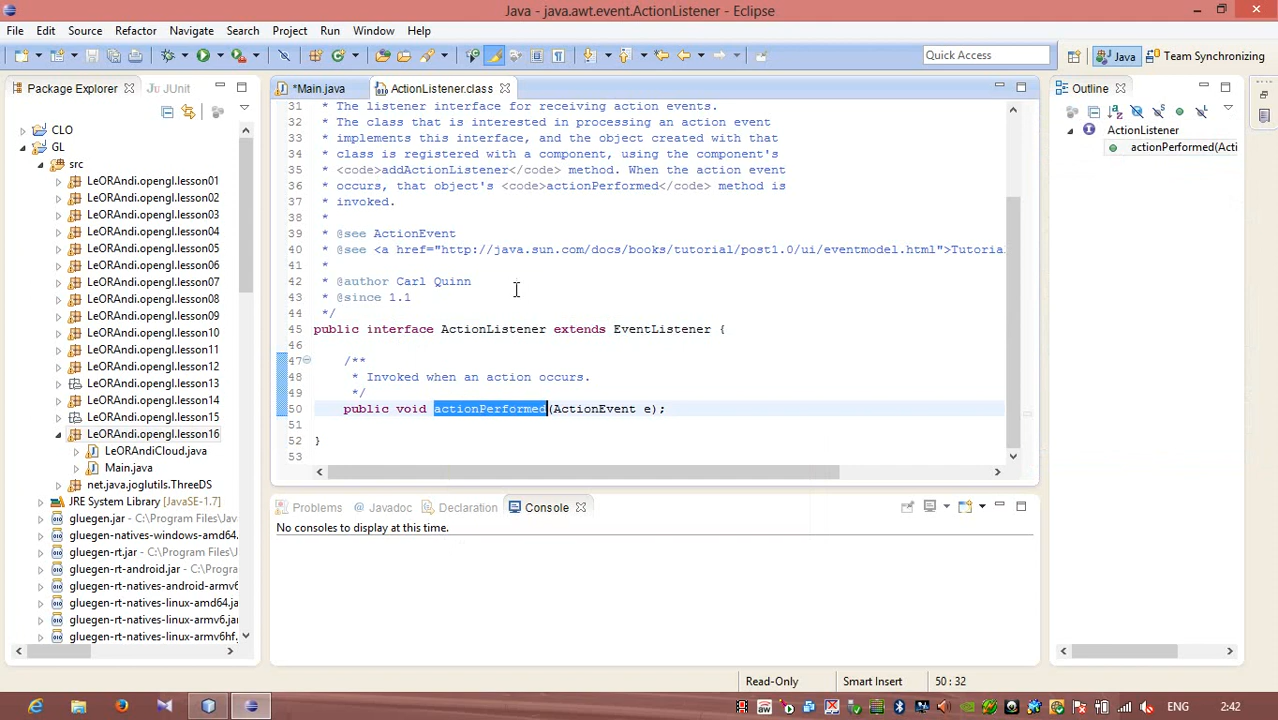 Java - java.awt.event.ActionListener - Eclipse
File Edit Source Refactor Navigate Search Project Run Window Help
Quick Access Java Team Synchronizing
Package Explorer JUnit
CLO
GL
src
LeORAndi.opengl.lesson01
LeORAndi.opengl.lesson02
LeORAndi.opengl.lesson03
LeORAndi.opengl.lesson04
LeORAndi.opengl.lesson05
LeORAndi.opengl.lesson06
LeORAndi.opengl.lesson07
LeORAndi.opengl.lesson08
LeORAndi.opengl.lesson09
LeORAndi.opengl.lesson10
LeORAndi.opengl.lesson11
LeORAndi.opengl.lesson12
LeORAndi.opengl.lesson13
LeORAndi.opengl.lesson14
LeORAndi.opengl.lesson15
LeORAndi.opengl.lesson16
LeORAndiCloud.java
Main.java
net.java.joglutils.ThreeDS
JRE System Library [JavaSE-1.7]
gluegen.jar - C:\Program Files\Jav
gluegen-natives-windows-amd64.
gluegen-rt.jar - C:\Program Files\
gluegen-rt-android.jar - C:\Progra
gluegen-rt-natives-android-armv6
gluegen-rt-natives-linux-amd64.ja
gluegen-rt-natives-linux-armv6.ja
gluegen-rt-natives-linux-armv6hf.
*Main.java ActionListener.class
31 * The listener interface for receiving action events.
32 * The class that is interested in processing an action event
33 * implements this interface, and the object created with that
34 * class is registered with a component, using the component's
35 * <code>addActionListener</code> method. When the action event
36 * occurs, that object's <code>actionPerformed</code> method is
37 * invoked.
38 *
39 * @see ActionEvent
40 * @see <a href="http://java.sun.com/docs/books/tutorial/post1.0/ui/eventmodel.html">Tutoria
41 *
42 * @author Carl Quinn
43 * @since 1.1
44 */
45 public interface ActionListener extends EventListener {
46
47 /**
48 * Invoked when an action occurs.
49 */
50 public void actionPerformed(ActionEvent e);
51
52 }
53
Problems @ Javadoc Declaration Console
No consoles to display at this time.
Outline
ActionListener
actionPerformed(Acti
Read-Only Smart Insert 50 : 32
ENG 2:42